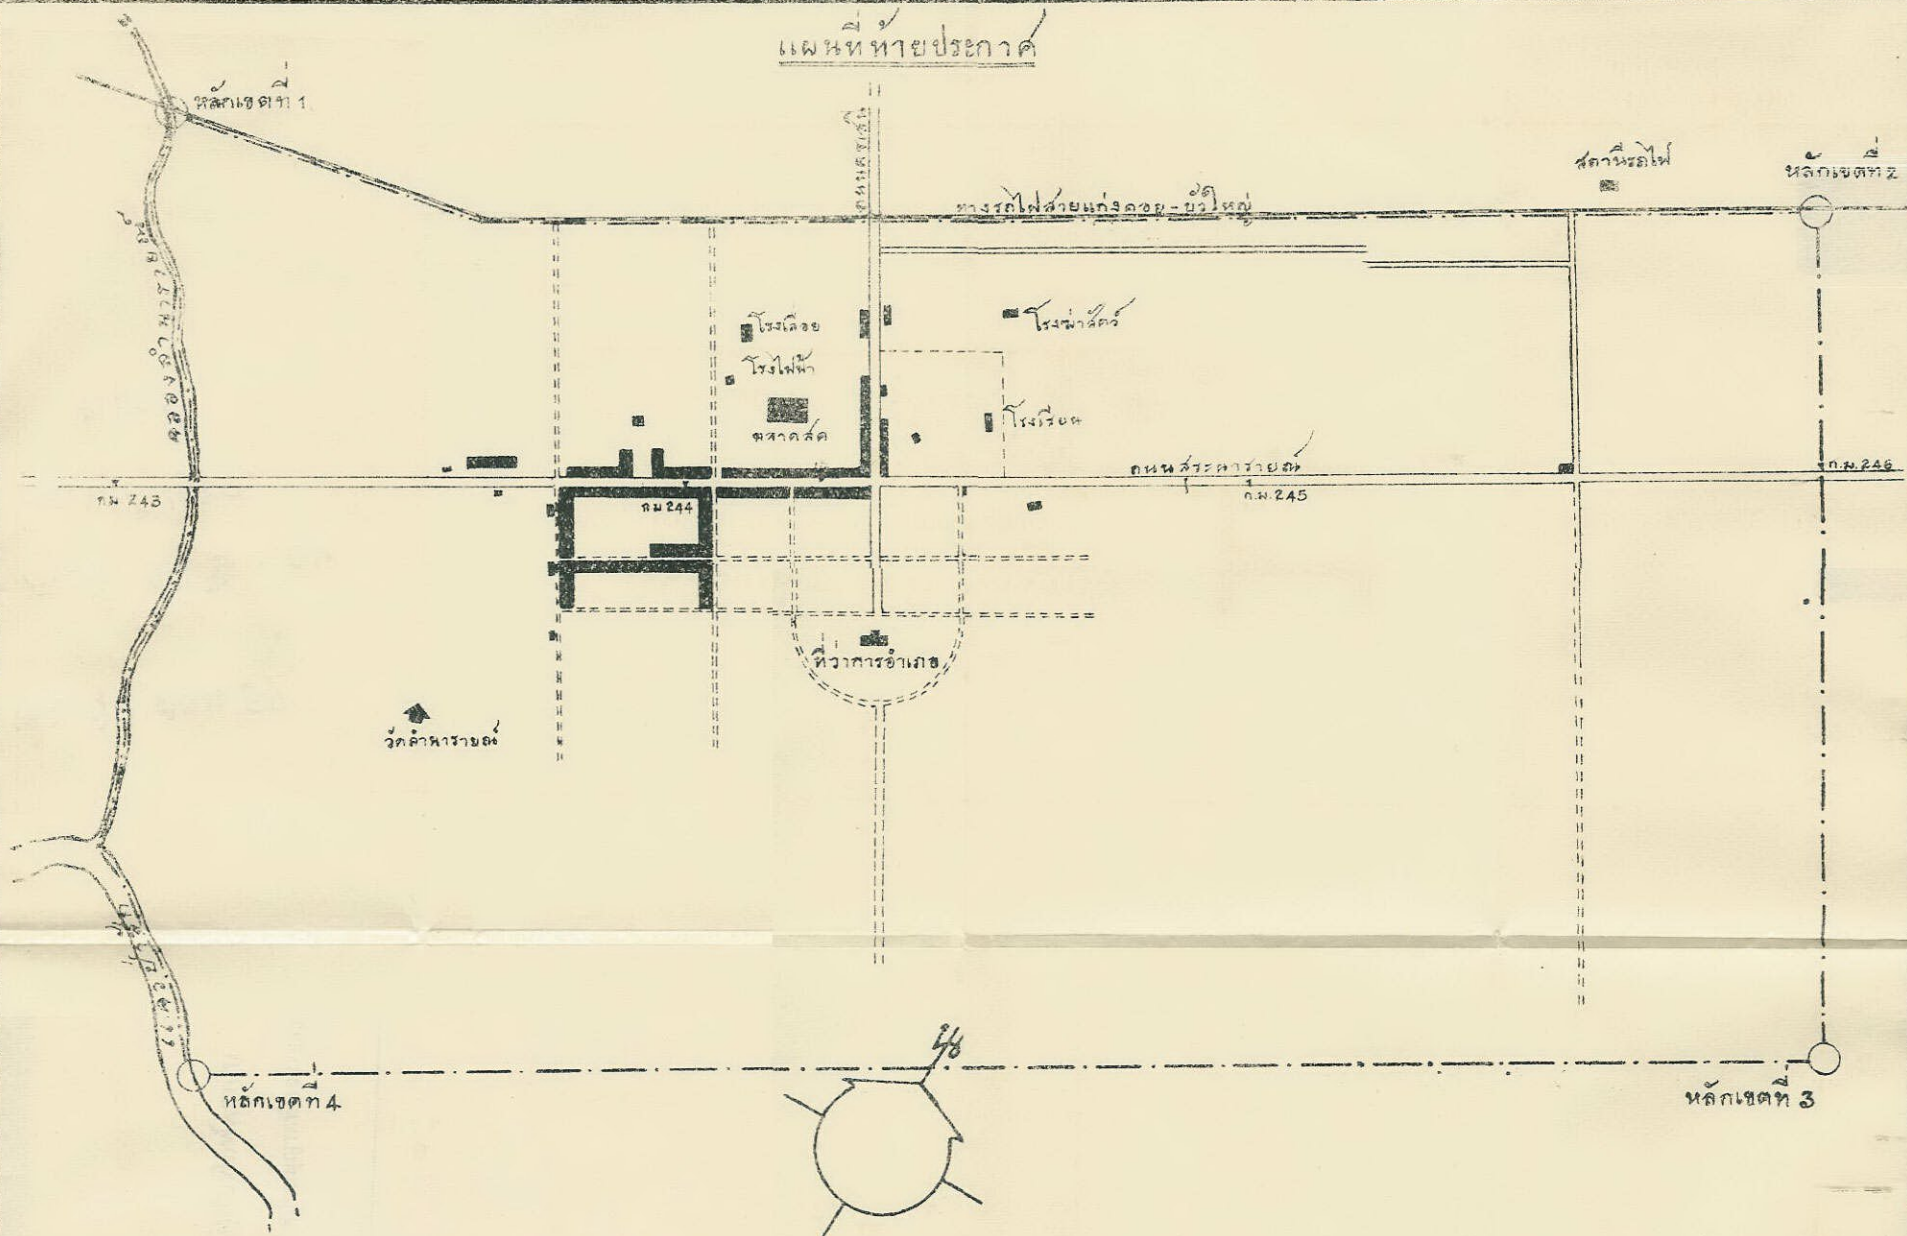 แผนที่ท้ายประกาศ
หลักเขตที่ 1
สถานีรถไฟ
หลักเขตที่ 2
ทางรถไฟสายแก่งคอย-บัวใหญ่
คลองลำนารายณ์
โรงเลื่อย
โรงฆ่าสัตว์
โรงไฟฟ้า
โรงเรียน
ตลาดสด
ถนนสุระนารายณ์
ก.ม.246
กม 243
กม 244
ก.ม.245
ที่ว่าการอำเภอ
วัดลำนารายณ์
แควป่าสัก
น
หลักเขตที่ 4
หลักเขตที่ 3